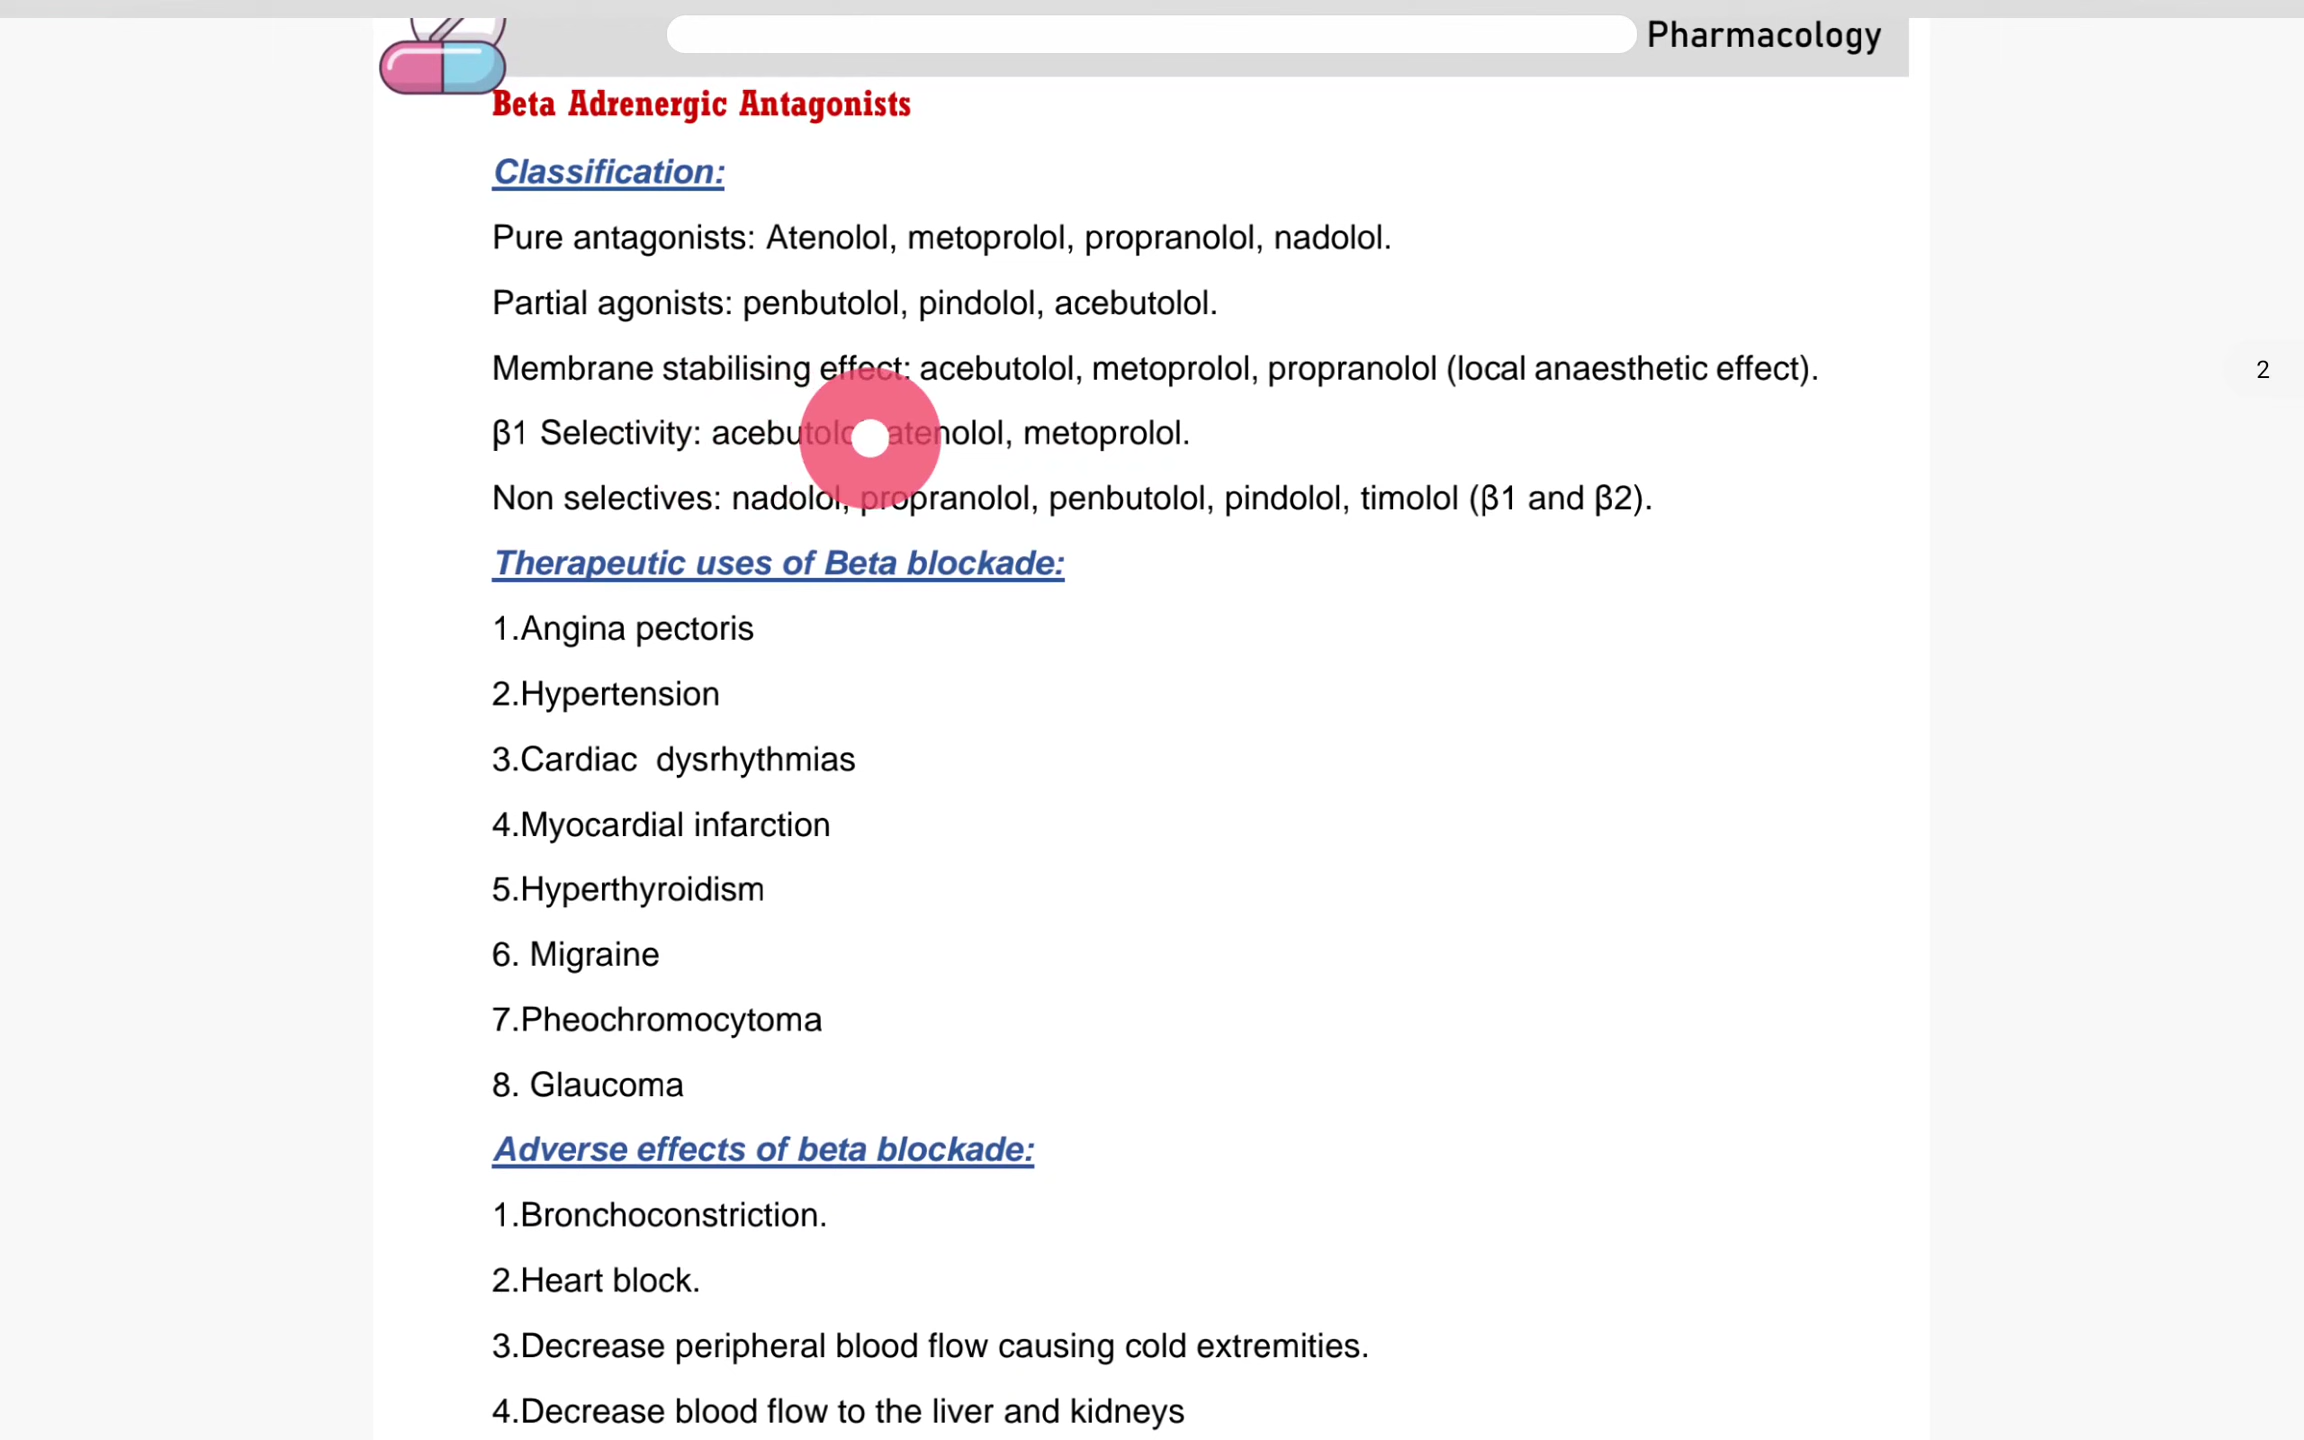 Pharmacology
Beta Adrenergic Antagonists
Classification:
Pure antagonists: Atenolol, metoprolol, propranolol, nadolol.
Partial agonists: penbutolol, pindolol, acebutolol.
Membrane stabilising effect: acebutolol, metoprolol, propranolol (local anaesthetic effect).
2
β1 Selectivity: acebutolol, atenolol, metoprolol.
Non selectives: nadolol, propranolol, penbutolol, pindolol, timolol (β1 and β2).
Therapeutic uses of Beta blockade:
1.Angina pectoris
2.Hypertension
3.Cardiac  dysrhythmias
4.Myocardial infarction
5.Hyperthyroidism
6. Migraine
7.Pheochromocytoma
8. Glaucoma
Adverse effects of beta blockade:
1.Bronchoconstriction.
2.Heart block.
3.Decrease peripheral blood flow causing cold extremities.
4.Decrease blood flow to the liver and kidneys